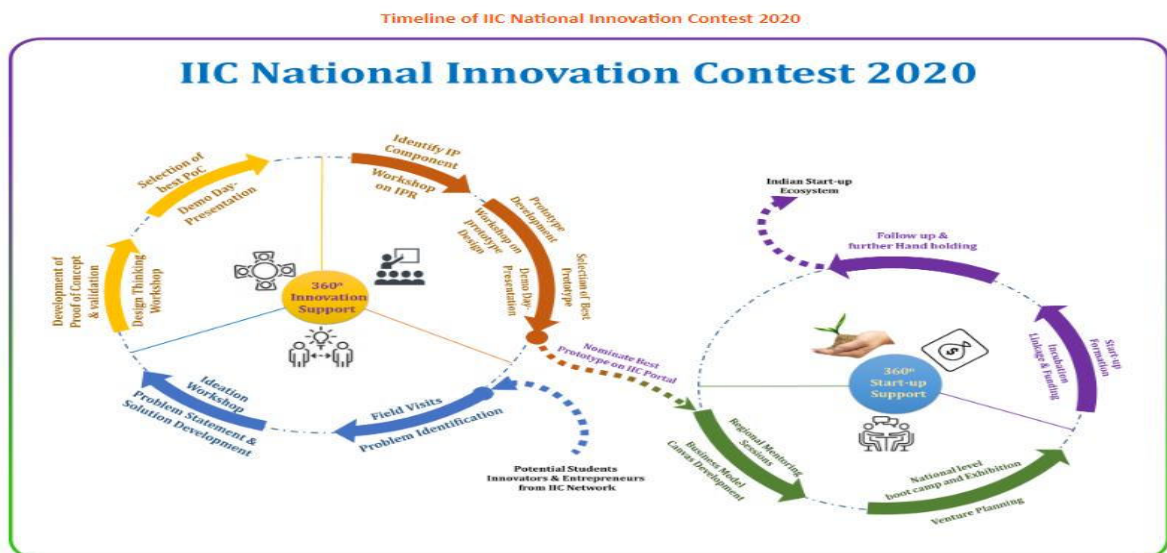 Timeline of IIC National Innovation Contest 2020
IIC National Innovation Contest 2020
Potential Students
Innovators & Entrepreneurs
from IIC Network
Field Visits
Problem Identification
Ideation
Workshop
Problem Statement &
Solution Development
Development of
Proof of Concept
& validation
Design Thinking
Workshop
Selection of
best PoC
Demo Day-
Presentation
Identify IP
Component
Workshop
on IPR
Prototype
Development
Workshop on
prototype
Design
Selection of Best
Prototype
Demo Day-
Presentation
360°
Innovation
Support
Nominate Best
Prototype on IIC Portal
Regional Mentoring
Sessions
Business Model
Canvas Development
National level
boot camp and Exhibition
Venture Planning
Start-up
Formation
Incubation
Linkage & Funding
Follow up &
further Hand holding
Indian Start-up
Ecosystem
360°
Start-up
Support
$